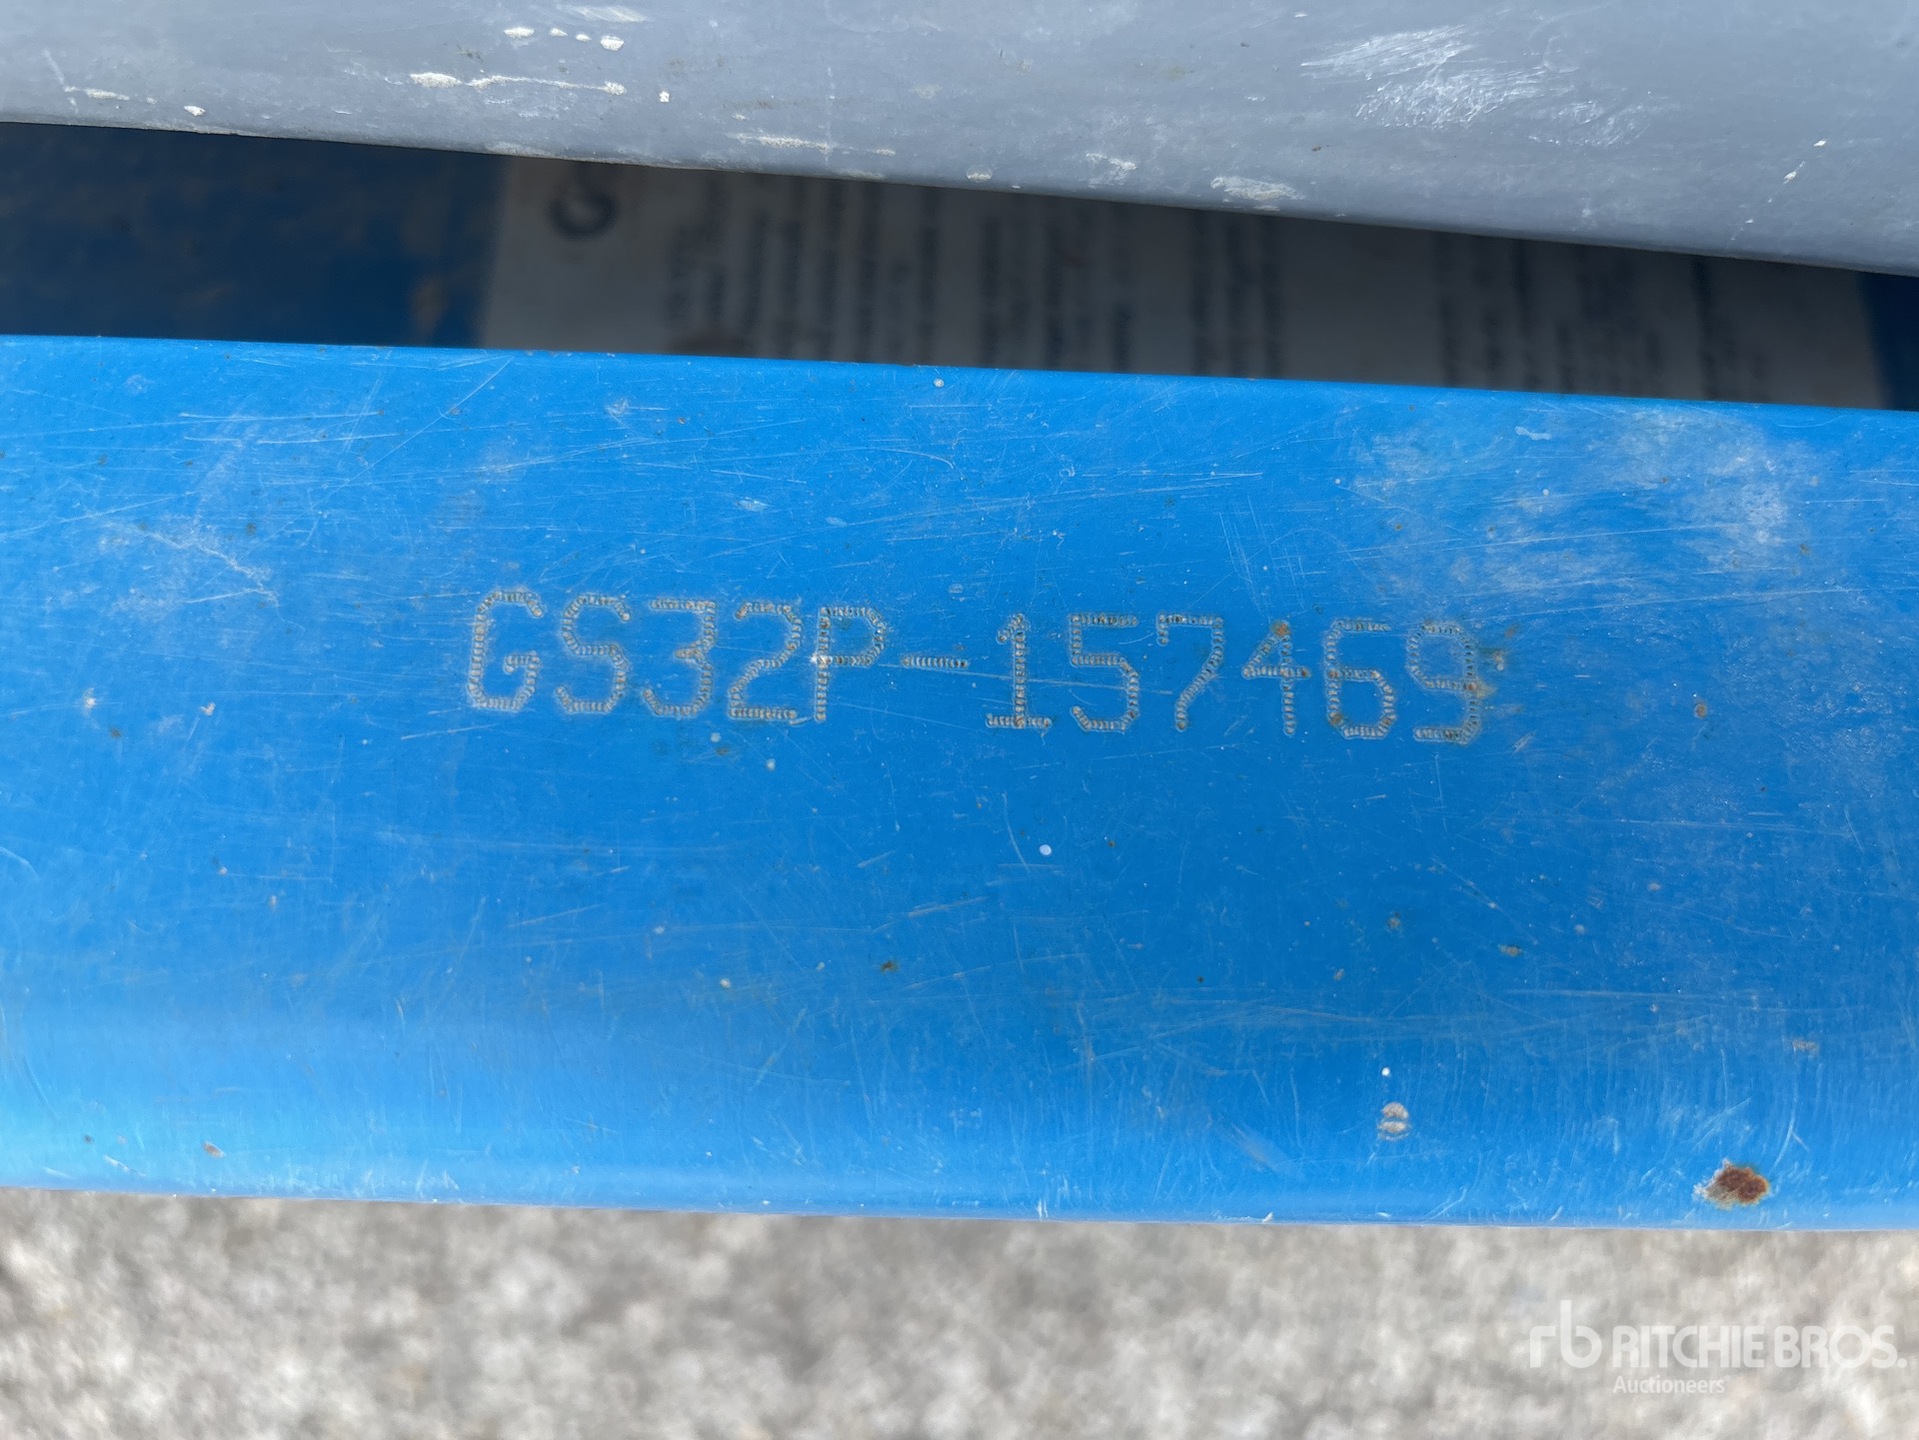 GS32P-157469
rb RITCHIE BROS.
Auctioneers